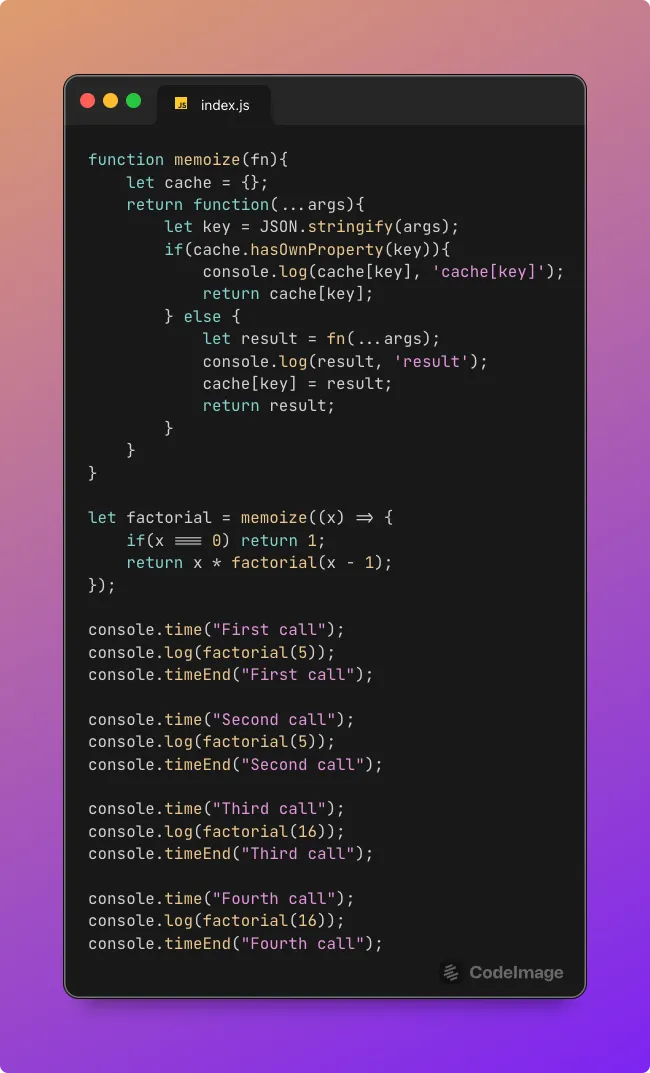 JS index.js
function memoize(fn){
    let cache = {};
    return function(...args){
        let key = JSON.stringify(args);
        if(cache.hasOwnProperty(key)){
            console.log(cache[key], 'cache[key]');
            return cache[key];
        } else {
            let result = fn(...args);
            console.log(result, 'result');
            cache[key] = result;
            return result;
        }
    }
}
let factorial = memoize((x) => {
    if(x === 0) return 1;
    return x * factorial(x - 1);
});
console.time("First call");
console.log(factorial(5));
console.timeEnd("First call");
console.time("Second call");
console.log(factorial(5));
console.timeEnd("Second call");
console.time("Third call");
console.log(factorial(16));
console.timeEnd("Third call");
console.time("Fourth call");
console.log(factorial(16));
console.timeEnd("Fourth call");
CodeImage